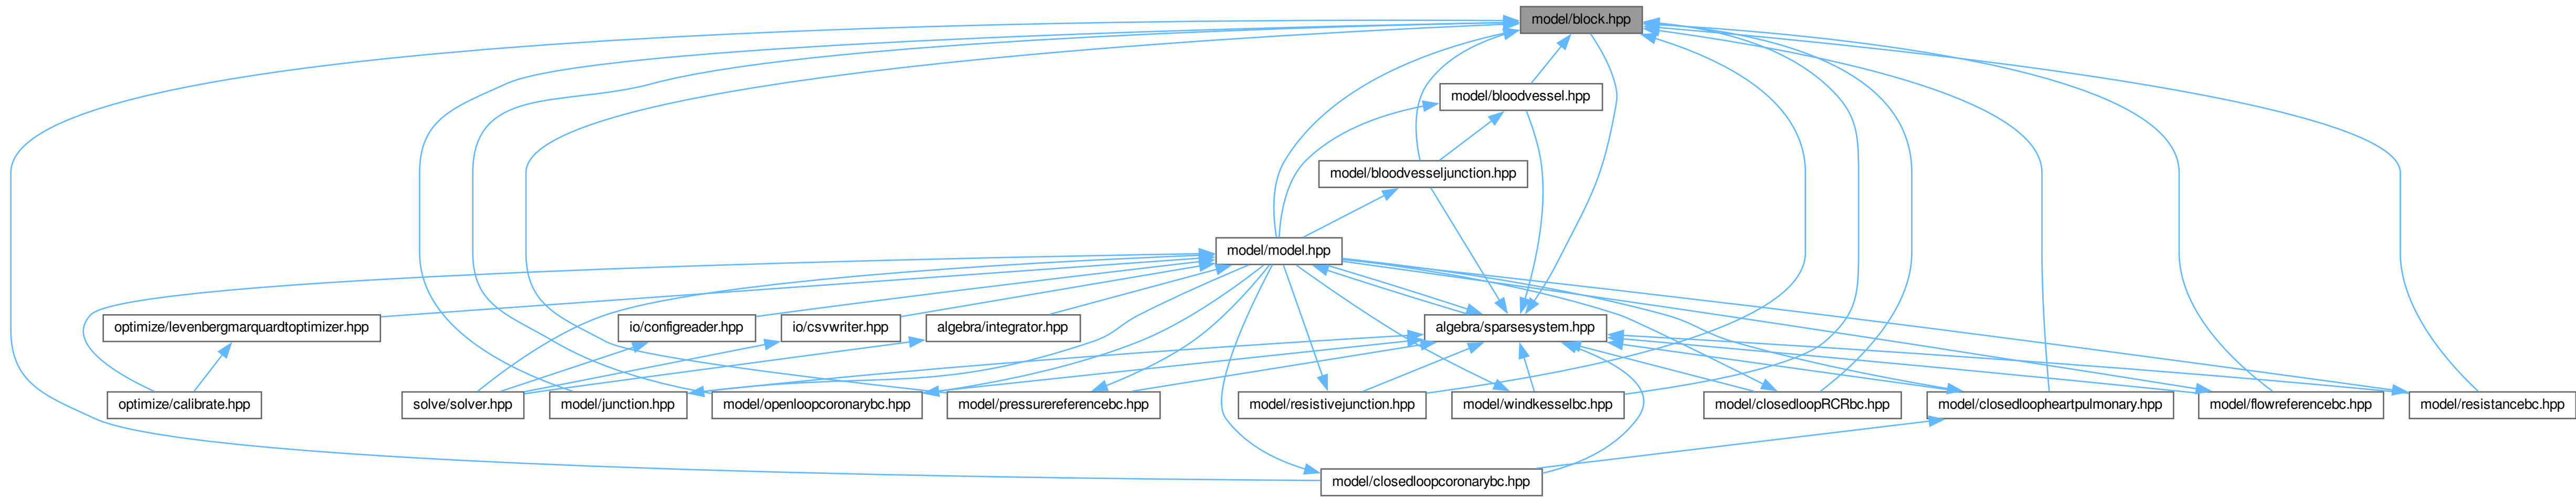 model/block.hpp
model/bloodvessel.hpp
model/bloodvesseljunction.hpp
model/model.hpp
optimize/levenbergmarquardtoptimizer.hpp
io/configreader.hpp
io/csvwriter.hpp
algebra/integrator.hpp
algebra/sparsesystem.hpp
optimize/calibrate.hpp
solve/solver.hpp
model/junction.hpp
model/openloopcoronarybc.hpp
model/pressurereferencebc.hpp
model/resistivejunction.hpp
model/windkesselbc.hpp
model/closedloopRCRbc.hpp
model/closedloopheartpulmonary.hpp
model/flowreferencebc.hpp
model/resistancebc.hpp
model/closedloopcoronarybc.hpp